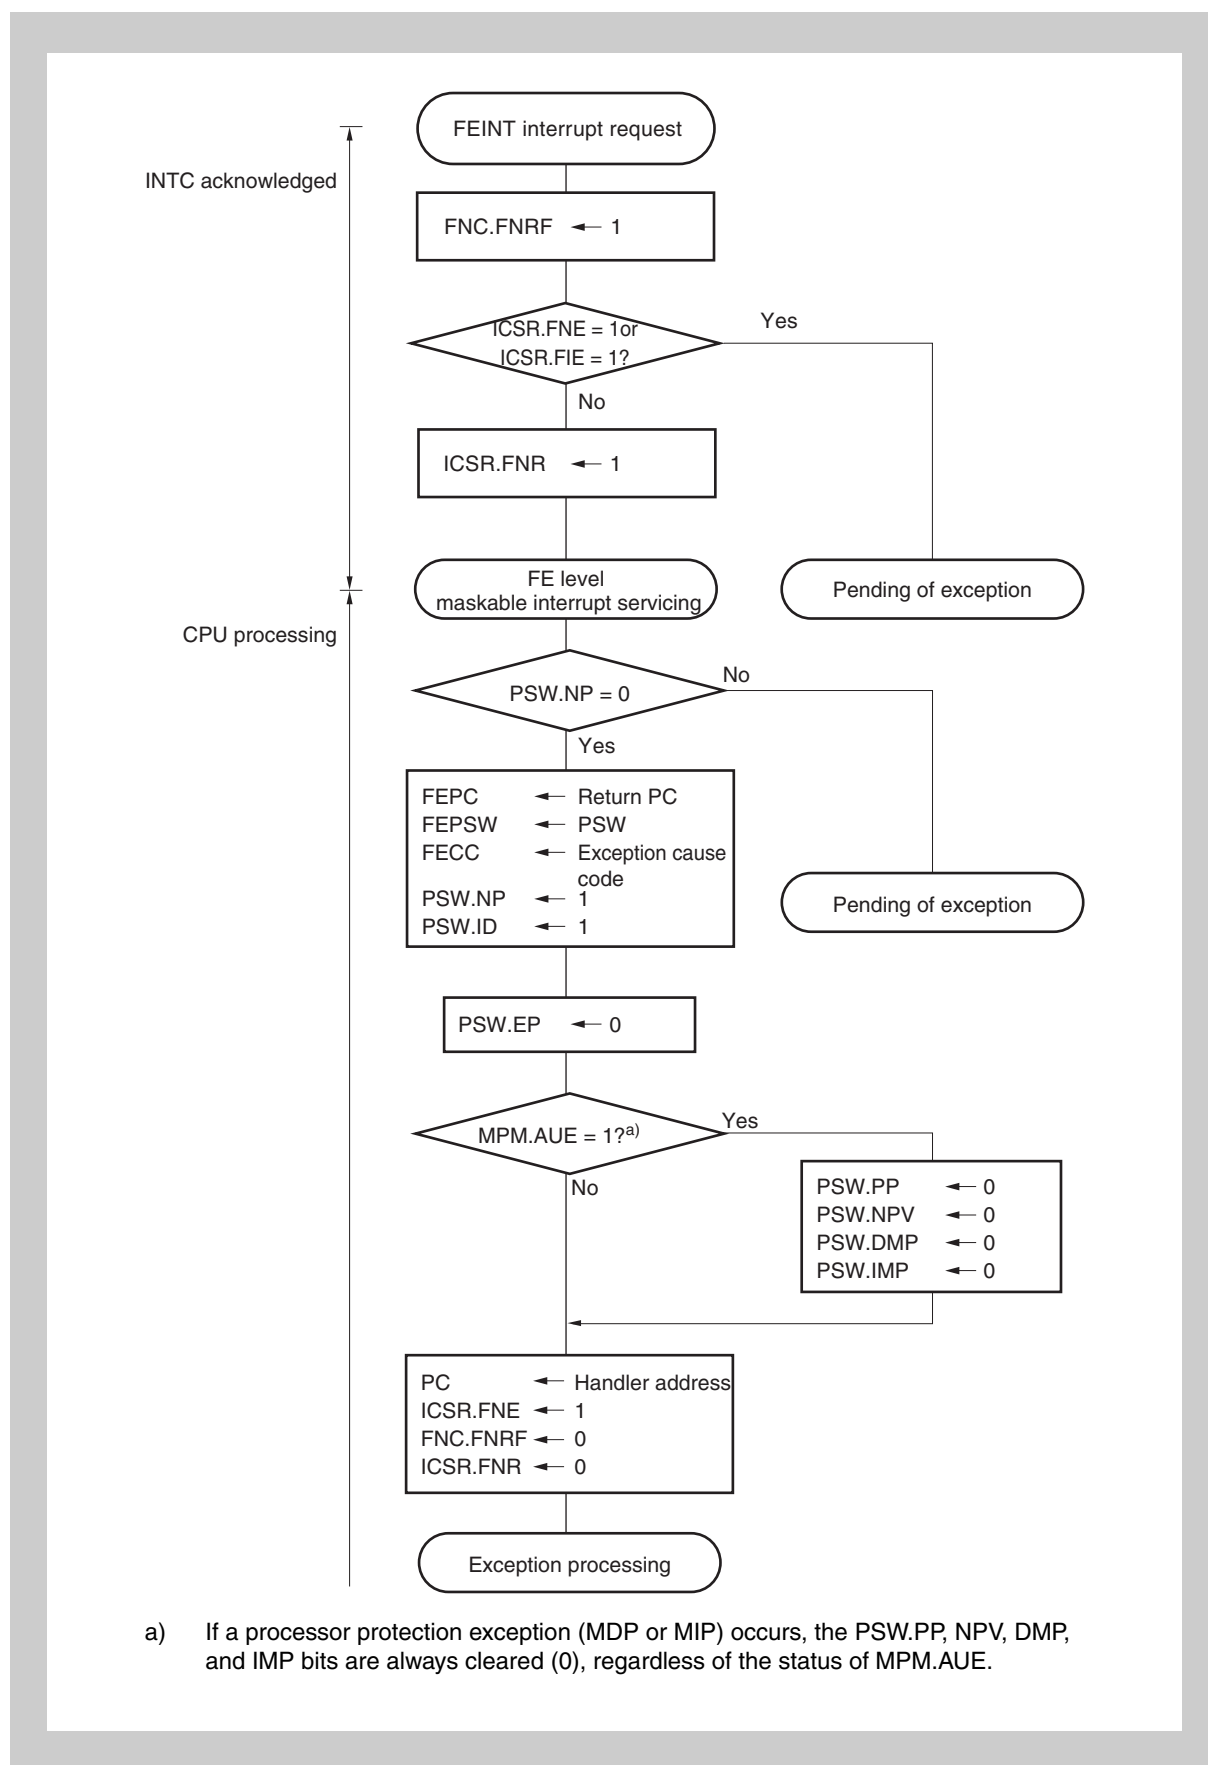 FEINT interrupt request
INTC acknowledged
FNC.FNRF ← 1
ICSR.FNE = 1or
ICSR.FIE = 1?
Yes
No
ICSR.FNR ← 1
FE level
maskable interrupt servicing
Pending of exception
CPU processing
PSW.NP = 0
No
Yes
FEPC ← Return PC
FEPSW ← PSW
FECC ← Exception cause
code
PSW.NP ← 1
PSW.ID ← 1
Pending of exception
PSW.EP ← 0
MPM.AUE = 1?a)
Yes
No
PSW.PP ← 0
PSW.NPV ← 0
PSW.DMP ← 0
PSW.IMP ← 0
PC ← Handler address
ICSR.FNE ← 1
FNC.FNRF ← 0
ICSR.FNR ← 0
Exception processing
a) If a processor protection exception (MDP or MIP) occurs, the PSW.PP, NPV, DMP,
and IMP bits are always cleared (0), regardless of the status of MPM.AUE.